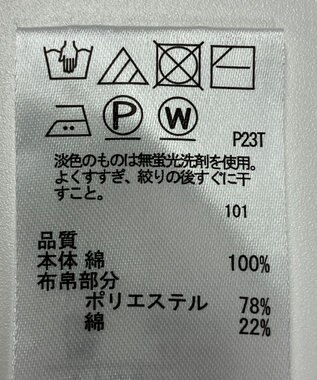 P W
P23T
淡色のものは無蛍光洗剤を使用。
よくすすぎ、絞りの後すぐに干
すこと。
101
品質
本体 綿 100%
布帛部分
ポリエステル 78%
綿 22%